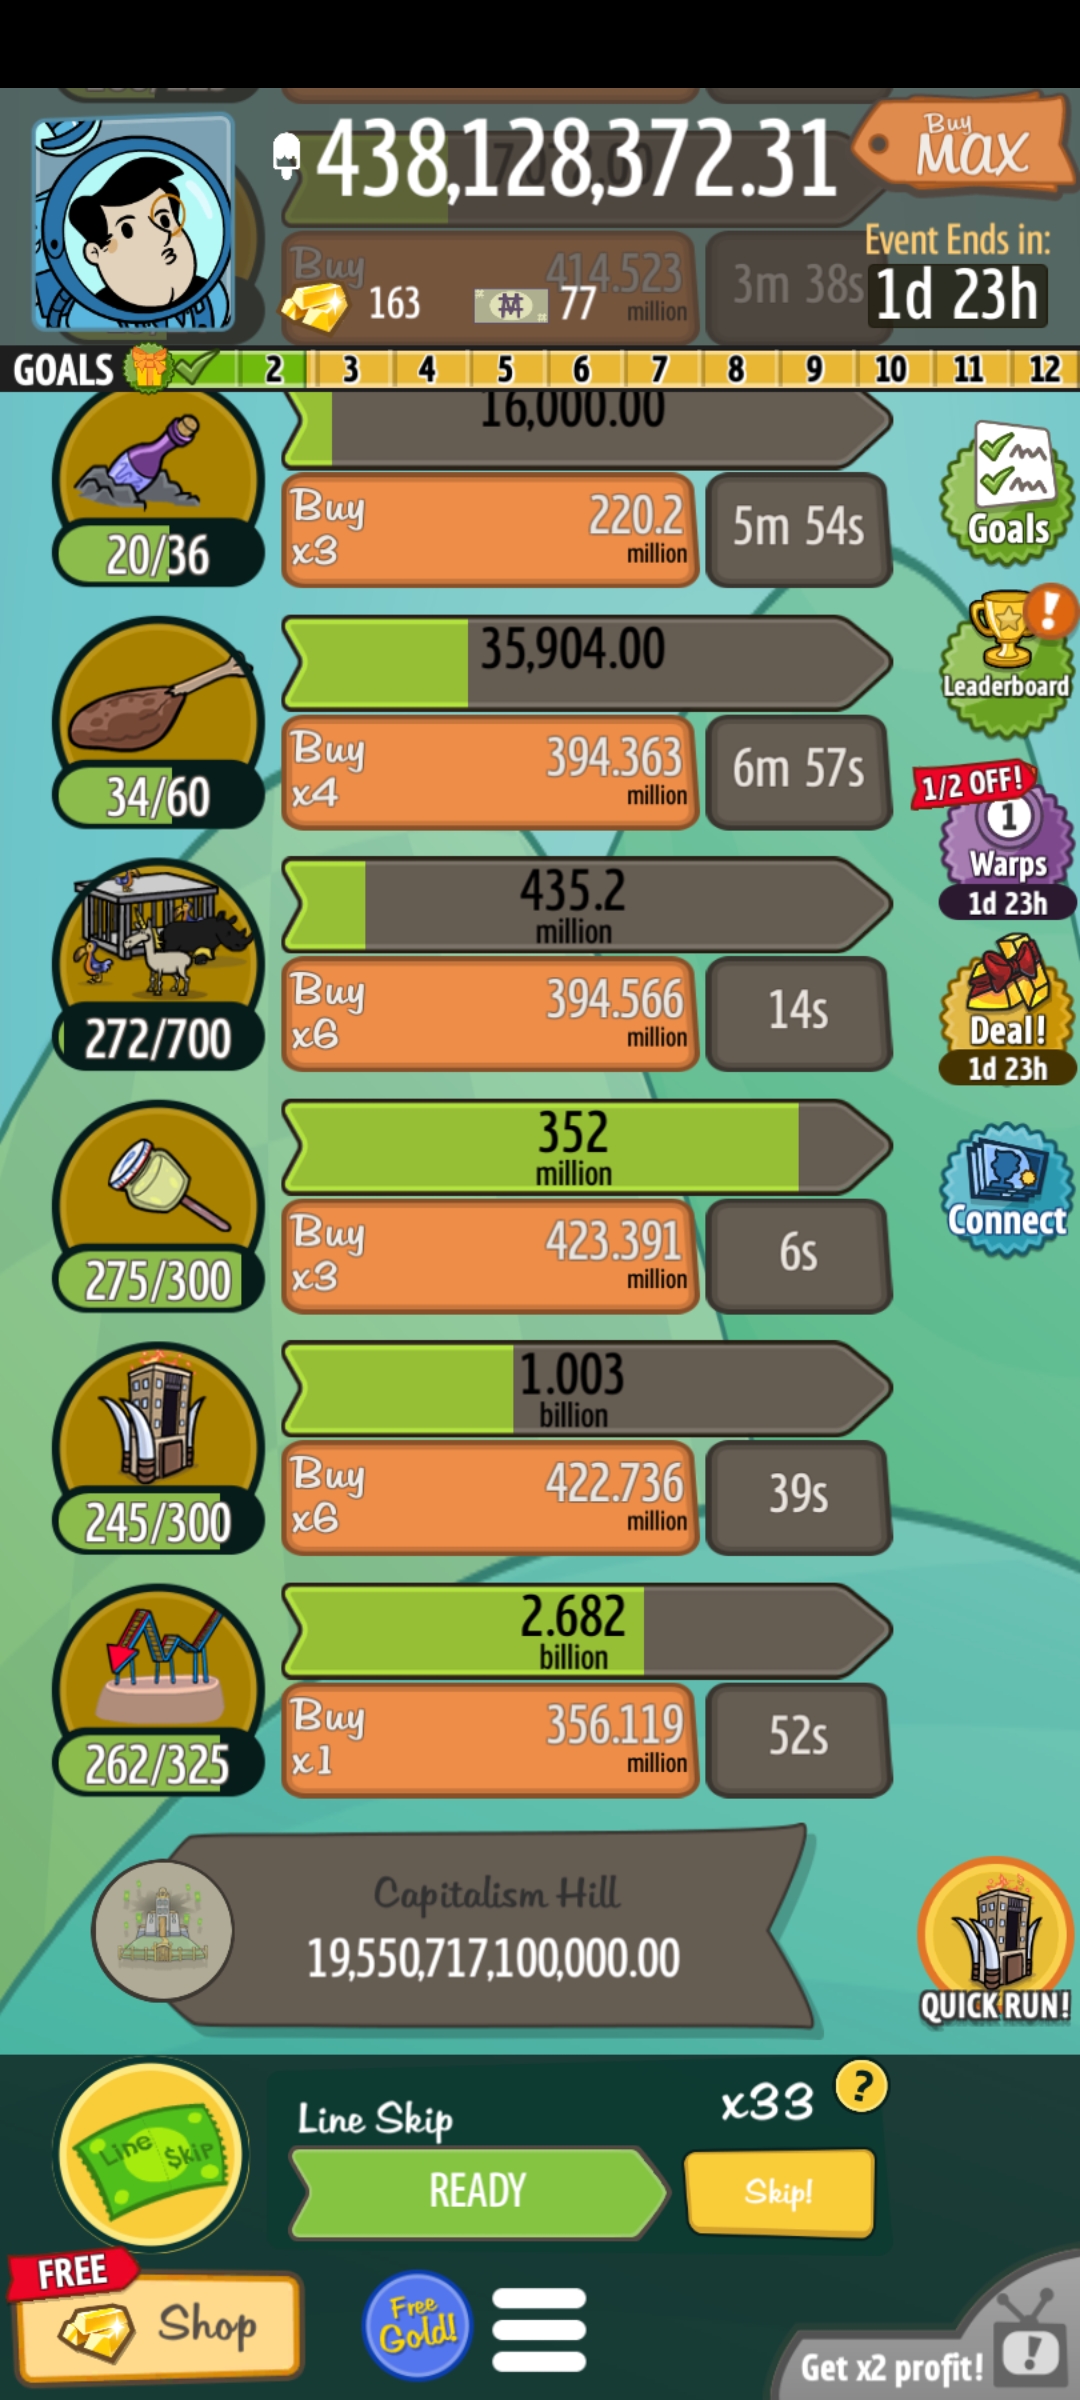 438,128,372.31
Buy
MAX
Event Ends in:
1d 23h
Buy
414.523
million
3m 38s
163
77
GOALS 2 3 4 5 6 7 8 9 10 11 12
16,000.00
20/36
Buy
x3
220.2
million
5m 54s
Goals
35,904.00
34/60
Buy
x4
394.363
million
6m 57s
!
Leaderboard
435.2
million
272/700
Buy
x6
394.566
million
14s
1/2 OFF!
1
Warps
1d 23h
Deal!
1d 23h
352
million
275/300
Buy
x3
423.391
million
6s
Connect
1.003
billion
245/300
Buy
x6
422.736
million
39s
2.682
billion
262/325
Buy
x1
356.119
million
52s
Capitalism Hill
19,550,717,100,000.00
QUICK RUN!
Line $kip
Line Skip
x33
?
READY
Skip!
FREE
Shop
Free
Gold!
Get x2 profit!
!